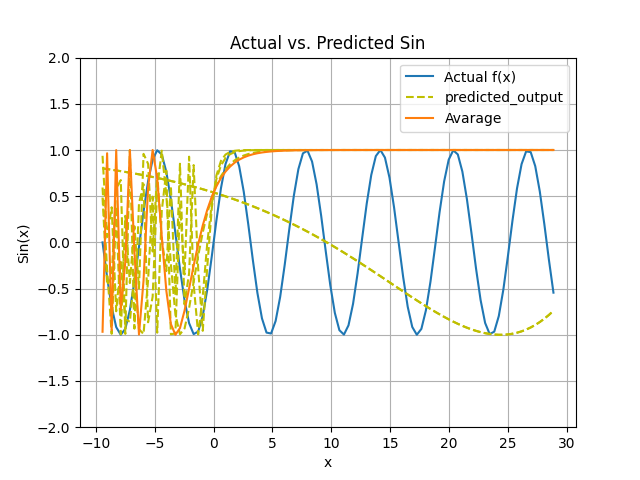 Actual vs. Predicted Sin
Actual f(x)
predicted_output
Avarage
2.0
1.5
1.0
0.5
0.0
−0.5
−1.0
−1.5
−2.0
Sin(x)
−10 −5 0 5 10 15 20 25 30
x